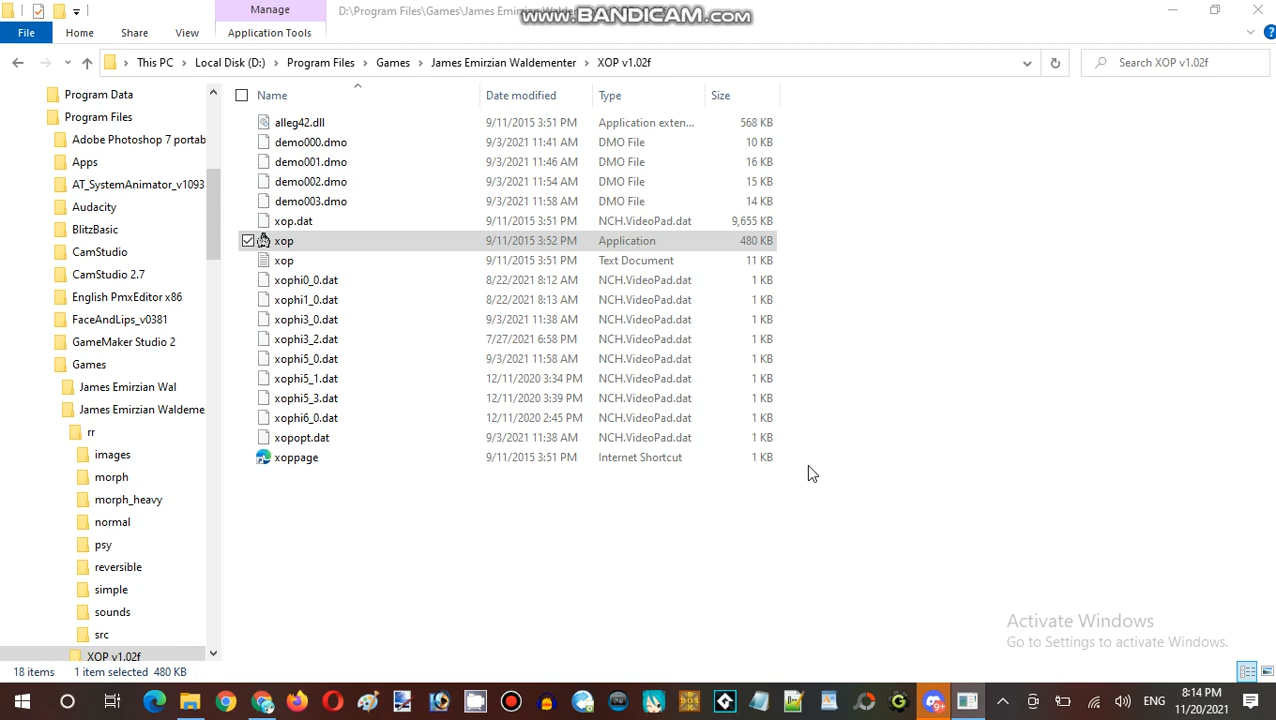 Manage
D:\Program Files\Games\James Emirzian Waldementer
www.BANDICAM.com
File
Home
Share
View
Application Tools
This PC
Local Disk (D:)
Program Files
Games
James Emirzian Waldementer
XOP v1.02f
Search XOP v1.02f
Program Data
Program Files
Adobe Photoshop 7 portab
Apps
AT_SystemAnimator_v1093
Audacity
BlitzBasic
CamStudio
CamStudio 2.7
English PmxEditor x86
FaceAndLips_v0381
GameMaker Studio 2
Games
James Emirzian Wal
James Emirzian Waldeme
rr
images
morph
morph_heavy
normal
psy
reversible
simple
sounds
src
XOP v1.02f
Name Date modified Type Size
alleg42.dll 9/11/2015 3:51 PM Application exten... 568 KB
demo000.dmo 9/3/2021 11:41 AM DMO File 10 KB
demo001.dmo 9/3/2021 11:46 AM DMO File 16 KB
demo002.dmo 9/3/2021 11:54 AM DMO File 15 KB
demo003.dmo 9/3/2021 11:58 AM DMO File 14 KB
xop.dat 9/11/2015 3:51 PM NCH.VideoPad.dat 9,655 KB
xop 9/11/2015 3:52 PM Application 480 KB
xop 9/11/2015 3:51 PM Text Document 11 KB
xophi0_0.dat 8/22/2021 8:12 AM NCH.VideoPad.dat 1 KB
xophi1_0.dat 8/22/2021 8:13 AM NCH.VideoPad.dat 1 KB
xophi3_0.dat 9/3/2021 11:38 AM NCH.VideoPad.dat 1 KB
xophi3_2.dat 7/27/2021 6:58 PM NCH.VideoPad.dat 1 KB
xophi5_0.dat 9/3/2021 11:58 AM NCH.VideoPad.dat 1 KB
xophi5_1.dat 12/11/2020 3:34 PM NCH.VideoPad.dat 1 KB
xophi5_3.dat 12/11/2020 3:39 PM NCH.VideoPad.dat 1 KB
xophi6_0.dat 12/11/2020 2:45 PM NCH.VideoPad.dat 1 KB
xopopt.dat 9/3/2021 11:38 AM NCH.VideoPad.dat 1 KB
xoppage 9/11/2015 3:51 PM Internet Shortcut 1 KB
Activate Windows
Go to Settings to activate Windows.
18 items 1 item selected 480 KB
ENG
8:14 PM
11/20/2021